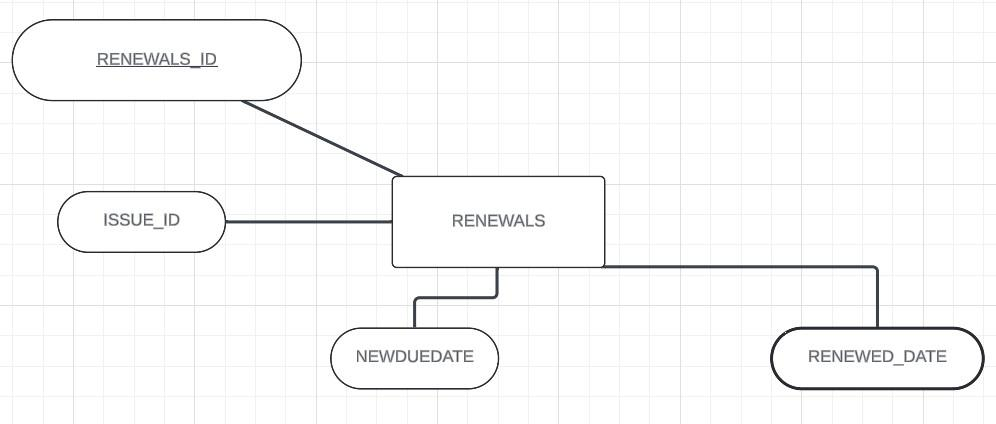 RENEWALS_ID
ISSUE_ID
RENEWALS
NEWDUEDATE
RENEWED_DATE